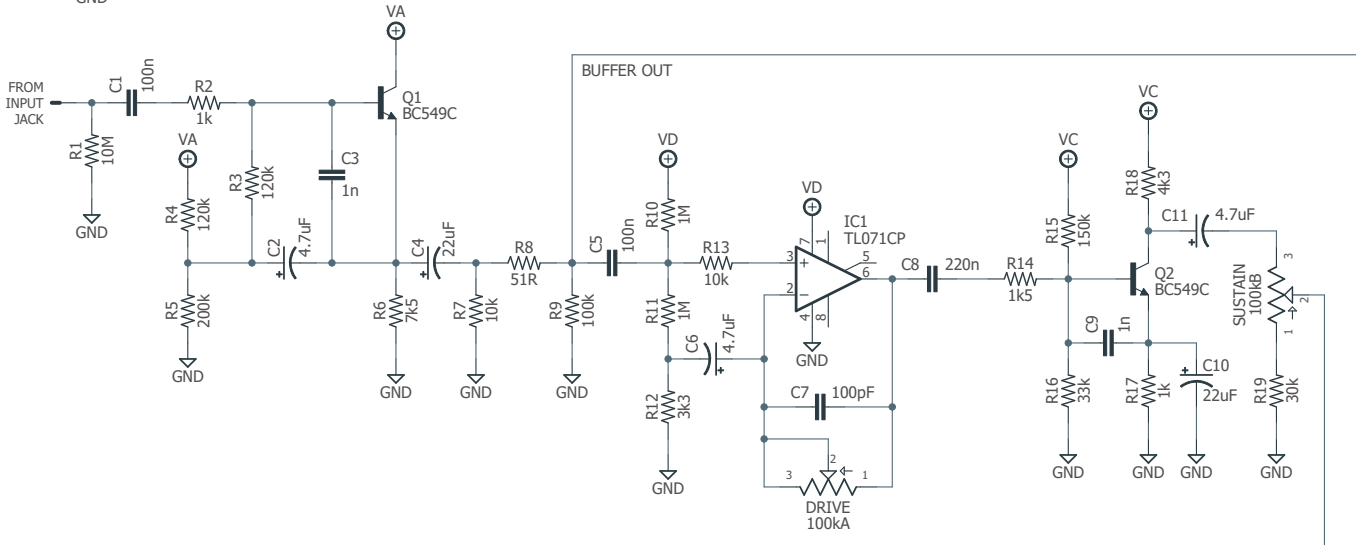 GND
VA
FROM
INPUT
JACK
C1
100n
R2
1k
Q1
BC549C
BUFFER OUT
R1
10M
GND
VA
R4
120k
R3
120k
C3
1n
C2
4.7uF
C4
22uF
R5
200k
GND
R6
7k5
GND
R7
10k
GND
R8
51R
R9
100k
GND
C5
100n
VD
R10
1M
R13
10k
R11
1M
R12
3k3
GND
C6
4.7uF
VD
IC1
TL071CP
7
1
3
+
5
6
2
−
4
8
GND
C7
100pF
2
3
1
DRIVE
100kA
C8
220n
R14
1k5
VC
R15
150k
R16
33k
GND
C9
1n
VC
R18
4k3
Q2
BC549C
R17
1k
GND
C10
22uF
GND
C11
4.7uF
SUSTAIN
100kB
3
2
1
R19
30k
GND